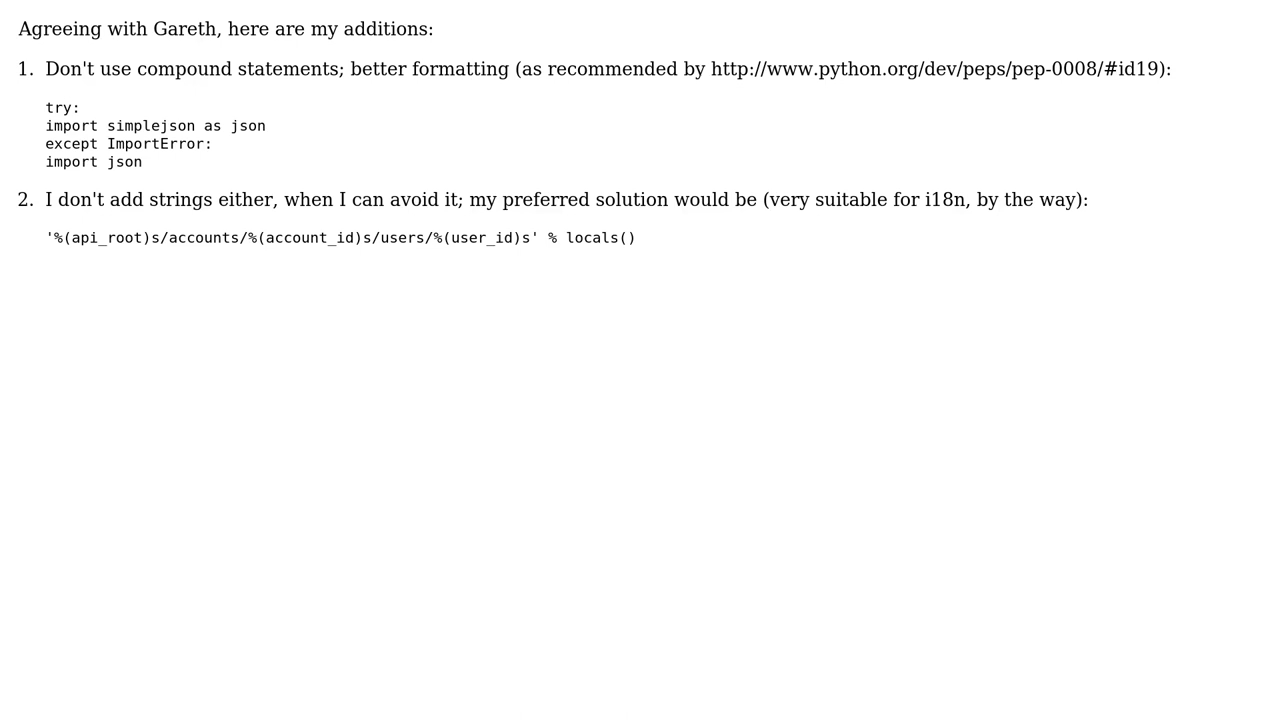 Agreeing with Gareth, here are my additions:
1. Don't use compound statements; better formatting (as recommended by http://www.python.org/dev/peps/pep-0008/#id19):
try:
import simplejson as json
except ImportError:
import json
2. I don't add strings either, when I can avoid it; my preferred solution would be (very suitable for i18n, by the way):
'%(api_root)s/accounts/%(account_id)s/users/%(user_id)s' % locals()